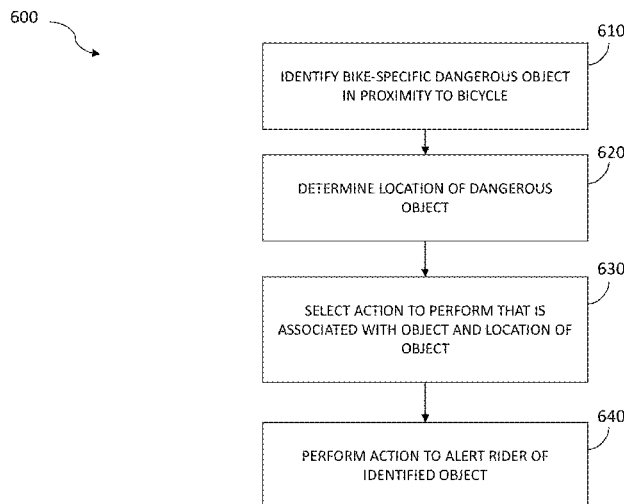 600
610
IDENTIFY BIKE-SPECIFIC DANGEROUS OBJECT
IN PROXIMITY TO BICYCLE
620
DETERMINE LOCATION OF DANGEROUS
OBJECT
630
SELECT ACTION TO PERFORM THAT IS
ASSOCIATED WITH OBJECT AND LOCATION OF
OBJECT
640
PERFORM ACTION TO ALERT RIDER OF
IDENTIFIED OBJECT